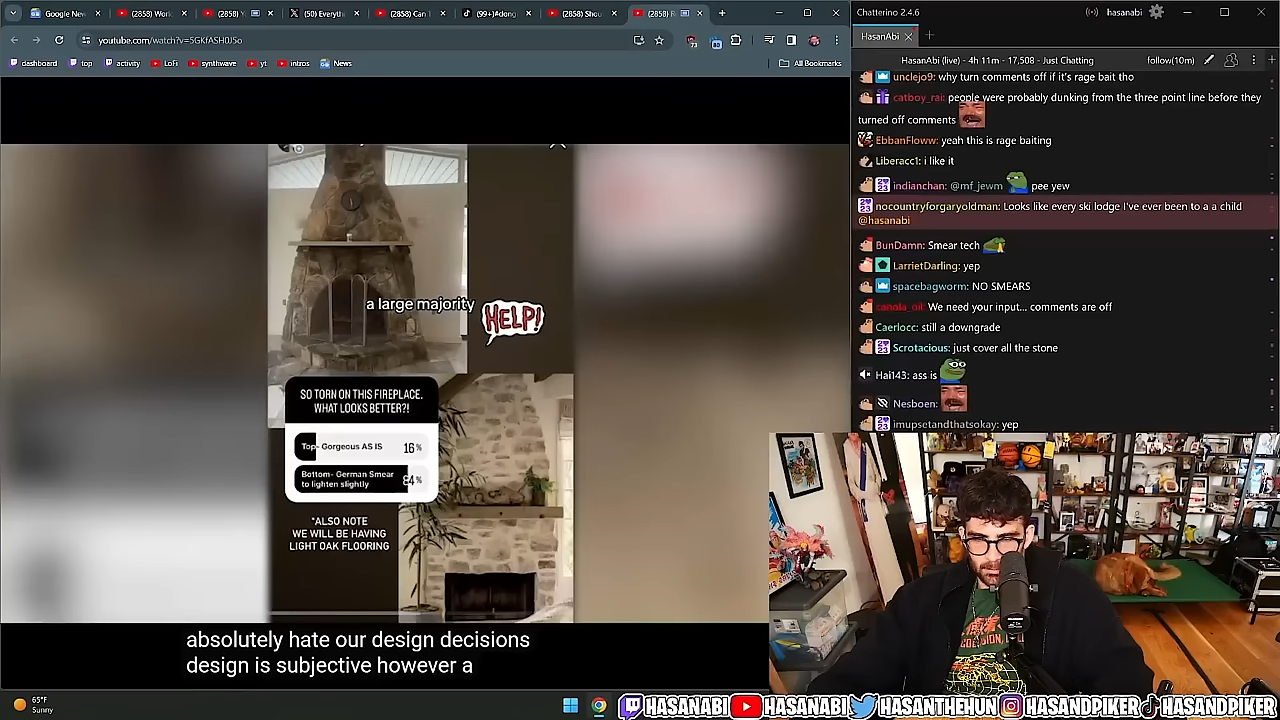 Google New
(2858) Wor
(2858) Y
(50) Everythi
(2858) Can
(99+) Adong
(2858) Shou
(2858) R
youtube.com/watch?v=5GKfASH0J5o
73
80
dashboard
top
activity
LoFi
synthwave
yt
intros
News
All Bookmarks
a large majority
HELP!
SO TORN ON THIS FIREPLACE.
WHAT LOOKS BETTER?!
Top- Gorgeous AS IS 16%
Bottom- German Smear
to lighten slightly 84%
*ALSO NOTE
WE WILL BE HAVING
LIGHT OAK FLOORING
absolutely hate our design decisions
design is subjective however a
Chatterino 2.4.6
hasanabi
HasanAbi
HasanAbi (live) - 4h 11m - 17,508 - Just Chatting
follow(10m)
unclejo9: why turn comments off if it's rage bait tho
catboy_rai: people were probably dunking from the three point line before they
turned off comments
EbbanFloww: yeah this is rage baiting
Liberacc1: i like it
indianchan: @mf_jewm pee yew
nocountryforgaryoldman: Looks like every ski lodge I've ever been to a a child
@hasanabi
BunDamn: Smear tech
LarrietDarling: yep
spacebagworm: NO SMEARS
canola_oil: We need your input... comments are off
Caerlocc: still a downgrade
Scrotacious: just cover all the stone
Hai143: ass is
Nesboen:
imupsetandthatsokay: yep
65°F
Sunny
HASANABI
HASANABI
HASANTHEHUN
HASANDPIKER
HASANDPIKER